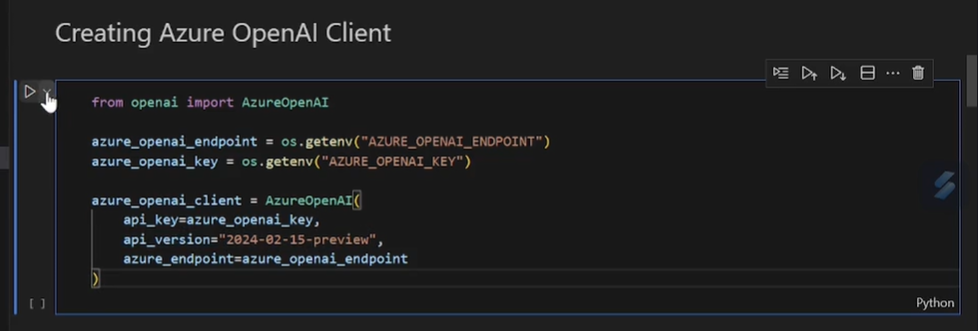 Creating Azure OpenAI Client
from openai import AzureOpenAI
azure_openai_endpoint = os.getenv("AZURE_OPENAI_ENDPOINT")
azure_openai_key = os.getenv("AZURE_OPENAI_KEY")
azure_openai_client = AzureOpenAI(
    api_key=azure_openai_key,
    api_version="2024-02-15-preview",
    azure_endpoint=azure_openai_endpoint
)
[ ]
Python